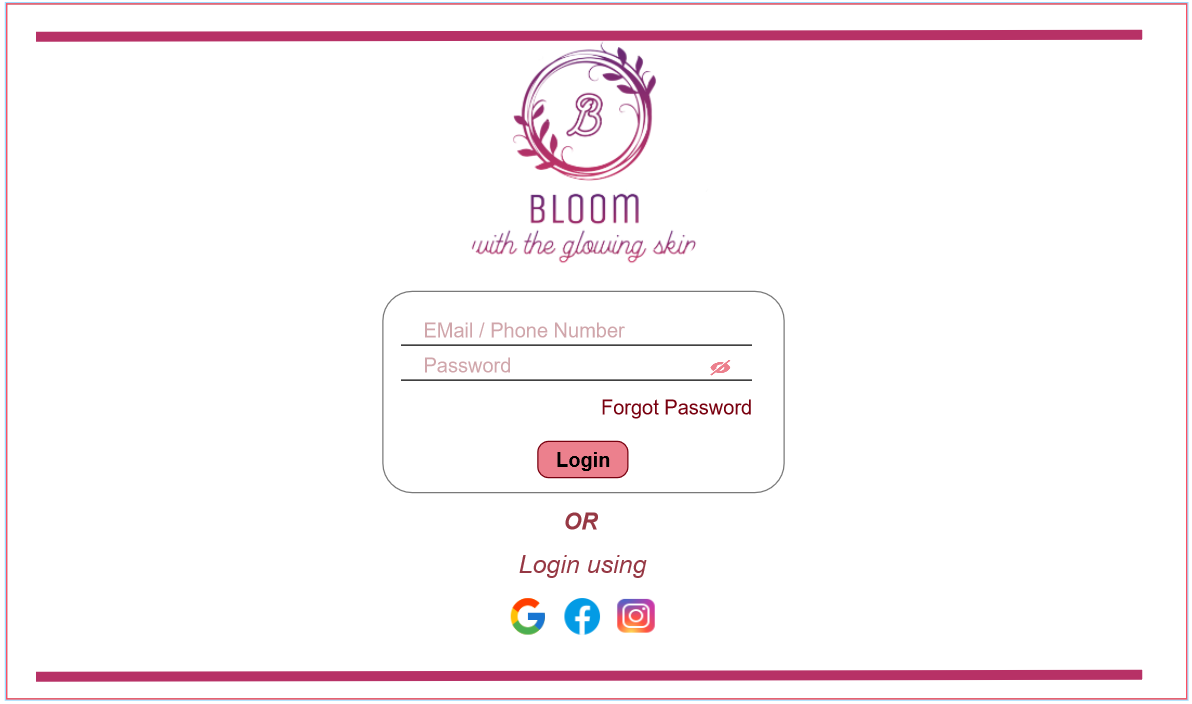 B
BLOOM
with the glowing skin
EMail / Phone Number
Password
Forgot Password
Login
OR
Login using